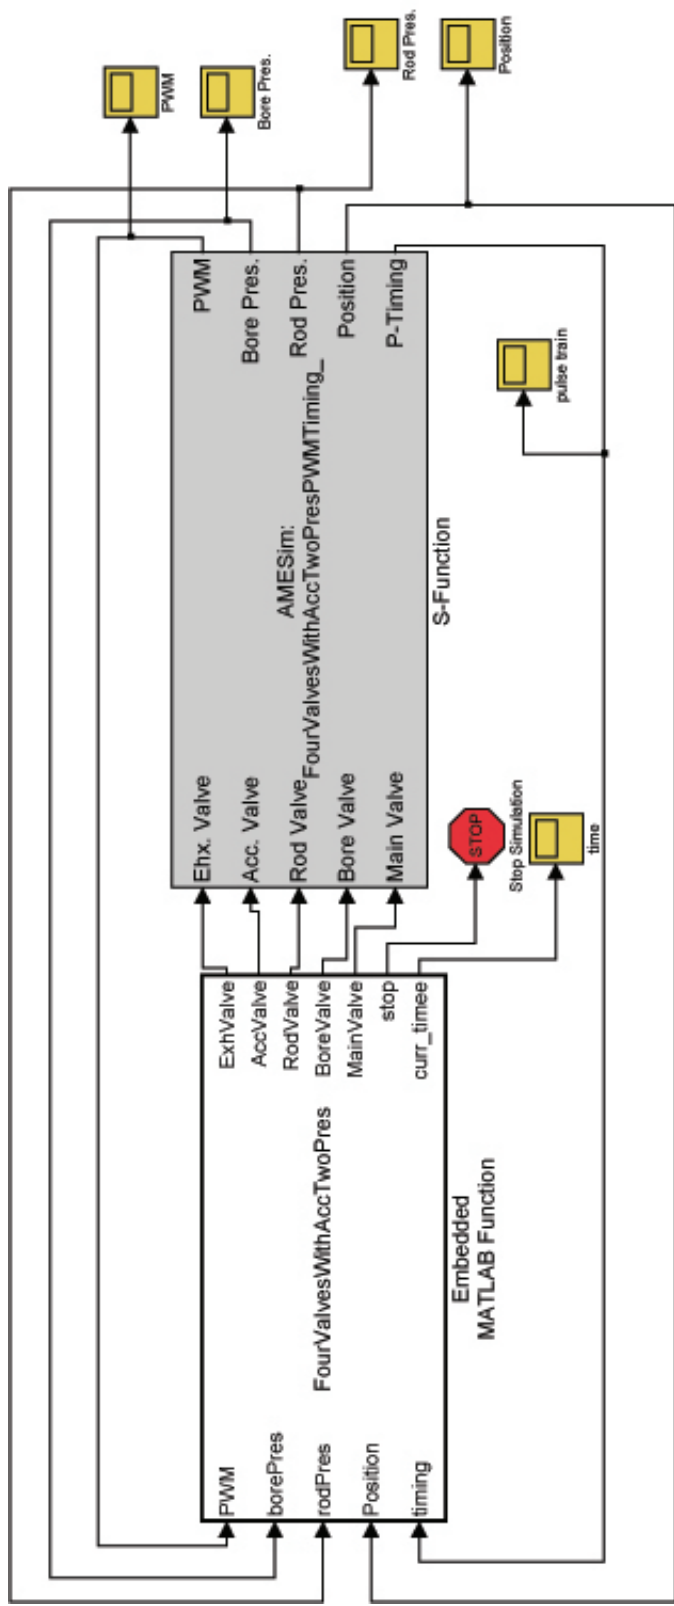 PWM
Bore Pres.
Rod Pres.
Position
PWM
borePres
rodPres
Position
timing
FourValvesWithAccTwoPres
ExhValve
AccValve
RodValve
BoreValve
MainValve
stop
curr_timee
Embedded
MATLAB Function
Ehx. Valve
Acc. Valve
Rod Valve
Bore Valve
Main Valve
AMESim:
FourValvesWithAccTwoPresPWMTiming_
PWM
Bore Pres.
Rod Pres.
Position
P-Timing
S-Function
STOP
Stop Simulation
time
pulse train